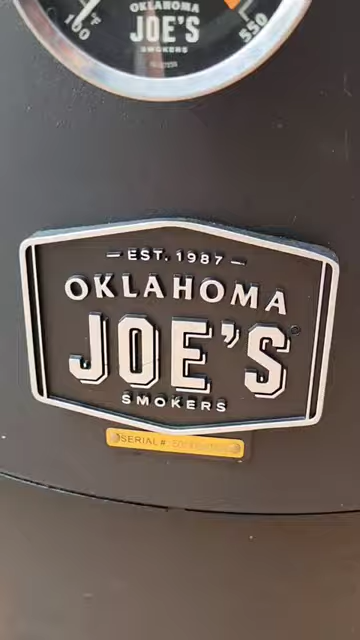 100
°F
OKLAHOMA
JOE'S
SMOKERS
550
EST. 1987
OKLAHOMA
JOE'S®
SMOKERS
SERIAL #